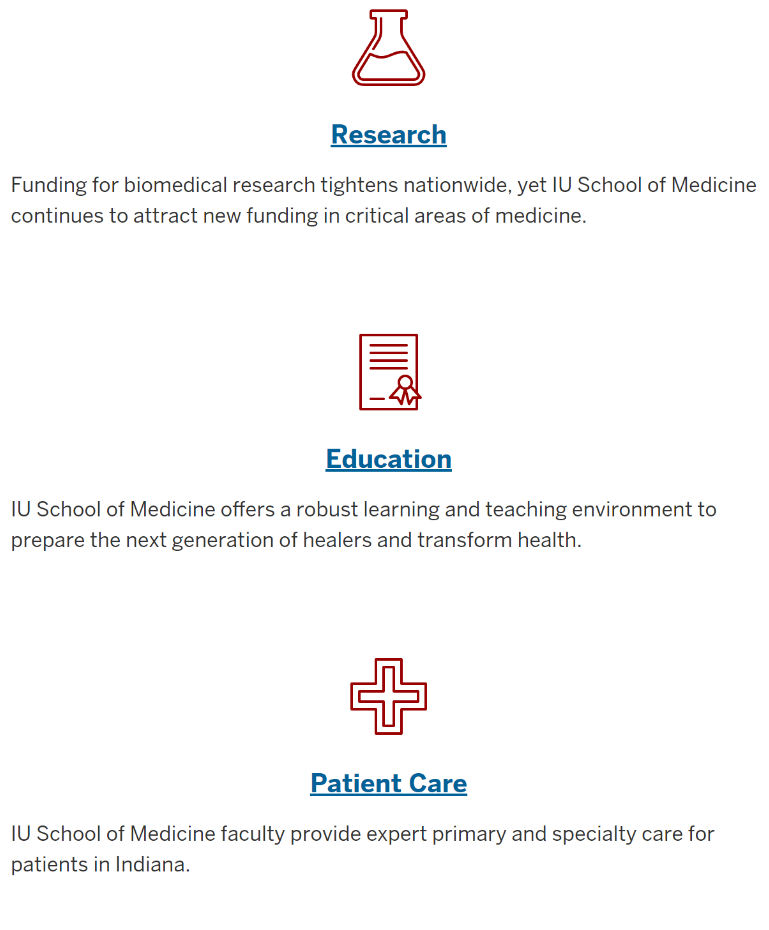 Research
Funding for biomedical research tightens nationwide, yet IU School of Medicine
continues to attract new funding in critical areas of medicine.
Education
IU School of Medicine offers a robust learning and teaching environment to
prepare the next generation of healers and transform health.
Patient Care
IU School of Medicine faculty provide expert primary and specialty care for
patients in Indiana.